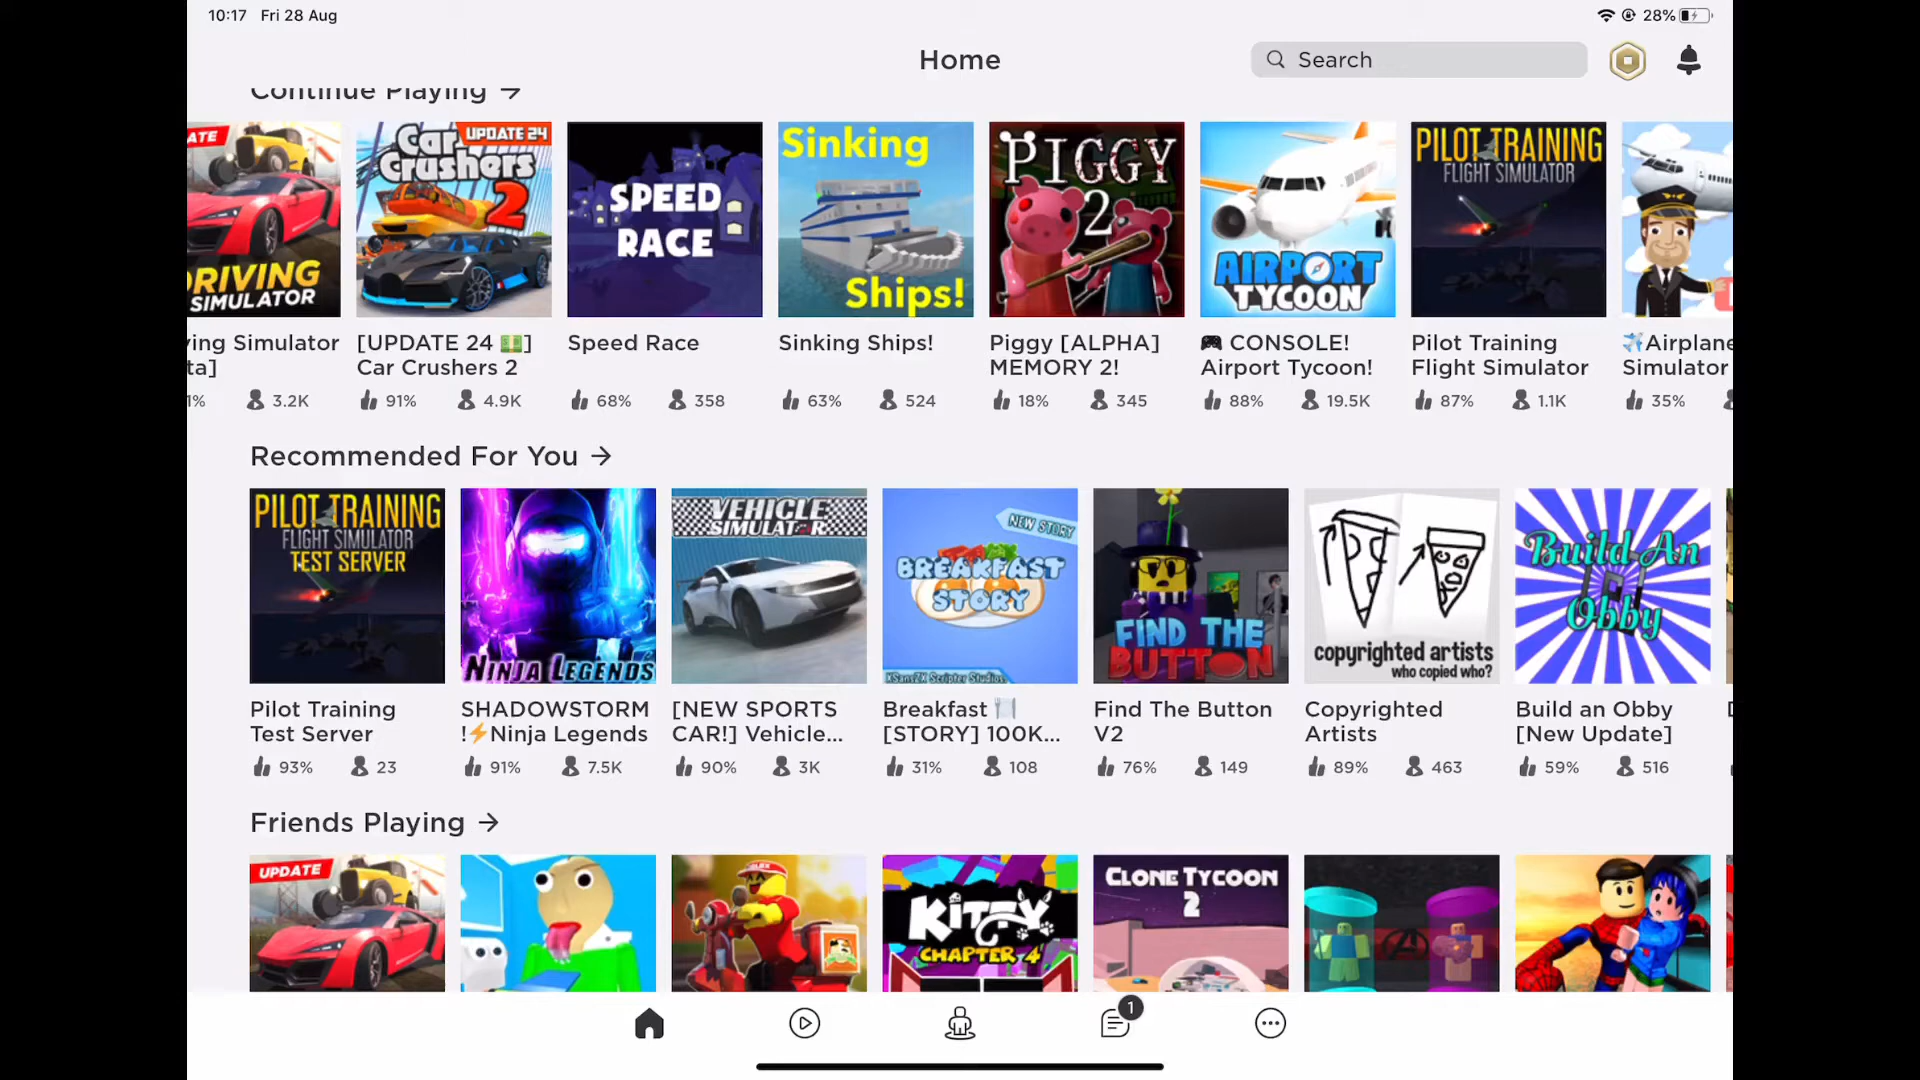 10:17 Fri 28 Aug
28%
Home
Search
Continue Playing →
ATE
DRIVING
SIMULATOR
Car
Crushers
2
UPDATE 24
SPEED
RACE
Sinking
Ships!
PIGGY
2
AIRPORT
TYCOON
PILOT TRAINING
FLIGHT SIMULATOR
ving Simulator
ta]
[UPDATE 24 💵]
Car Crushers 2
Speed Race
Sinking Ships!
Piggy [ALPHA]
MEMORY 2!
🎮 CONSOLE!
Airport Tycoon!
Pilot Training
Flight Simulator
✈️Airplane
Simulator
1% 3.2K
91% 4.9K
68% 358
63% 524
18% 345
88% 19.5K
87% 1.1K
35%
Recommended For You →
PILOT TRAINING
FLIGHT SIMULATOR
TEST SERVER
NINJA LEGENDS
VEHICLE
SIMULATOR
NEW STORY
BREAKFAST
STORY
XSansZK Scripter Studios
FIND THE
BUTTON
copyrighted artists
who copied who?
Build An
Obby
Pilot Training
Test Server
SHADOWSTORM
!⚡Ninja Legends
[NEW SPORTS
CAR!] Vehicle...
Breakfast 🍽
[STORY] 100K...
Find The Button
V2
Copyrighted
Artists
Build an Obby
[New Update]
93% 23
91% 7.5K
90% 3K
31% 108
76% 149
89% 463
59% 516
Friends Playing →
UPDATE
KITTY
CHAPTER 4
CLONE TYCOON
2
1